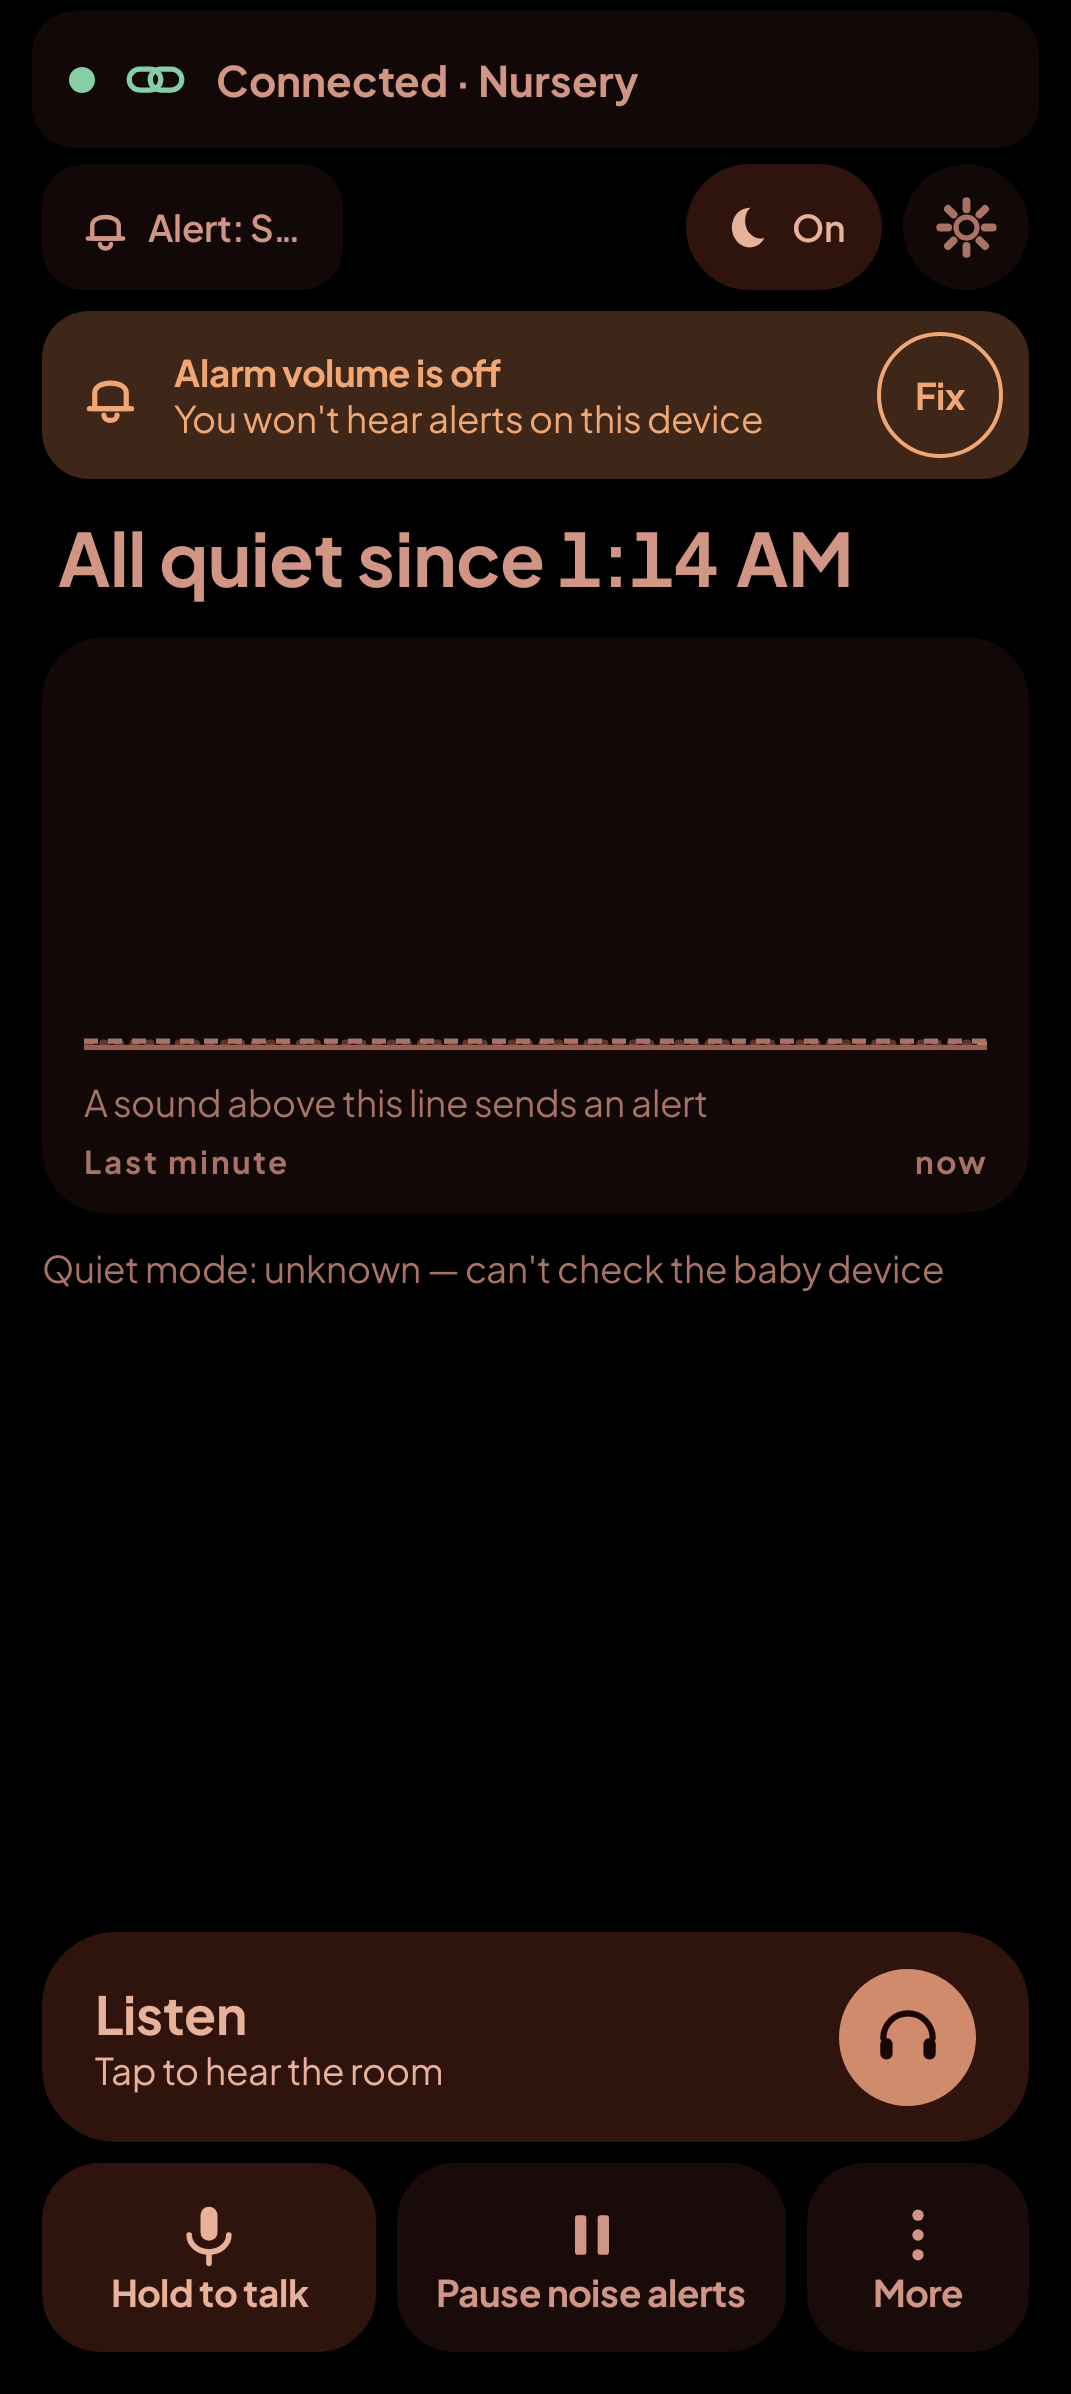 Connected · Nursery
Alert: S...
On
Alarm volume is off
You won't hear alerts on this device
Fix
All quiet since 1:14 AM
A sound above this line sends an alert
Last minute
now
Quiet mode: unknown — can't check the baby device
Listen
Tap to hear the room
Hold to talk
Pause noise alerts
More